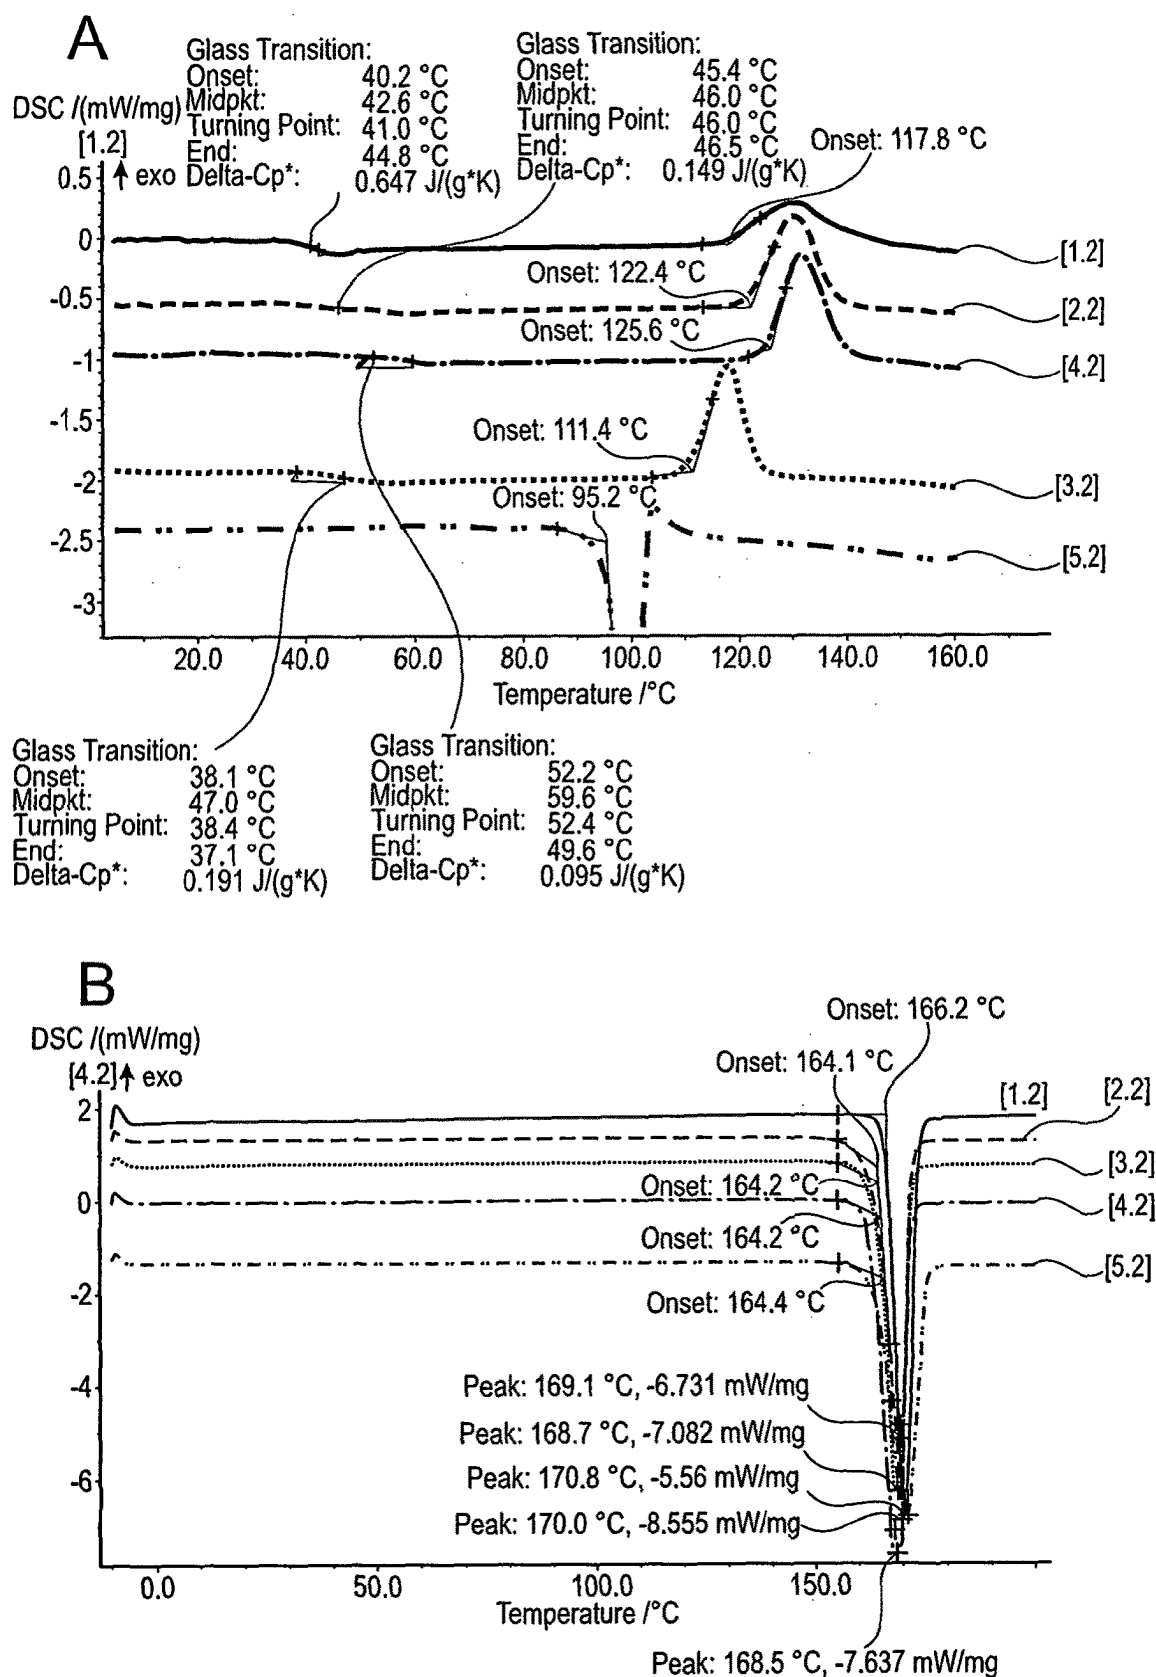 A
Glass Transition:
Onset: 40.2 °C
Midpkt: 42.6 °C
Turning Point: 41.0 °C
End: 44.8 °C
Delta-Cp*: 0.647 J/(g*K)
Glass Transition:
Onset: 45.4 °C
Midpkt: 46.0 °C
Turning Point: 46.0 °C
End: 46.5 °C
Delta-Cp*: 0.149 J/(g*K)
DSC /(mW/mg)
[1.2]
exo
Onset: 117.8 °C
0.5
0
-0.5
-1
-1.5
-2
-2.5
-3
Onset: 122.4 °C
Onset: 125.6 °C
Onset: 111.4 °C
Onset: 95.2 °C
[1.2]
[2.2]
[4.2]
[3.2]
[5.2]
20.0 40.0 60.0 80.0 100.0 120.0 140.0 160.0
Temperature /°C
Glass Transition:
Onset: 38.1 °C
Midpkt: 47.0 °C
Turning Point: 38.4 °C
End: 37.1 °C
Delta-Cp*: 0.191 J/(g*K)
Glass Transition:
Onset: 52.2 °C
Midpkt: 59.6 °C
Turning Point: 52.4 °C
End: 49.6 °C
Delta-Cp*: 0.095 J/(g*K)
B
DSC /(mW/mg)
[4.2]
exo
Onset: 166.2 °C
Onset: 164.1 °C
[1.2]
[2.2]
[3.2]
[4.2]
[5.2]
2
0
-2
-4
-6
Onset: 164.2 °C
Onset: 164.2 °C
Onset: 164.4 °C
Peak: 169.1 °C, -6.731 mW/mg
Peak: 168.7 °C, -7.082 mW/mg
Peak: 170.8 °C, -5.56 mW/mg
Peak: 170.0 °C, -8.555 mW/mg
0.0 50.0 100.0 150.0
Temperature /°C
Peak: 168.5 °C, -7.637 mW/mg